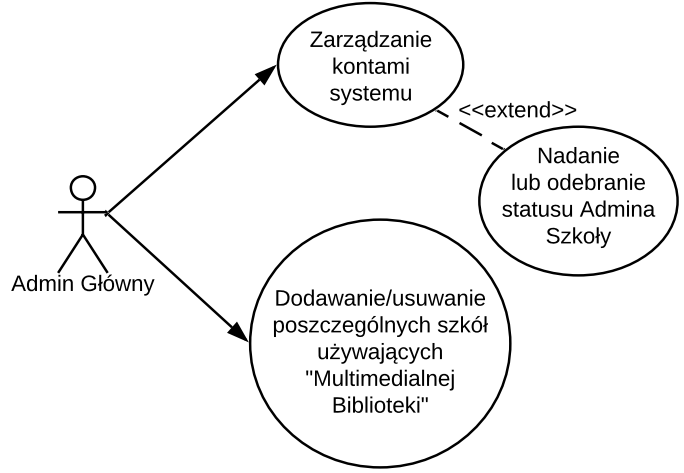 Zarządzanie
kontami
systemu
<<extend>>
Nadanie
lub odebranie
statusu Admina
Szkoły
Admin Główny
Dodawanie/usuwanie
poszczególnych szkół
używających
"Multimedialnej
Biblioteki"